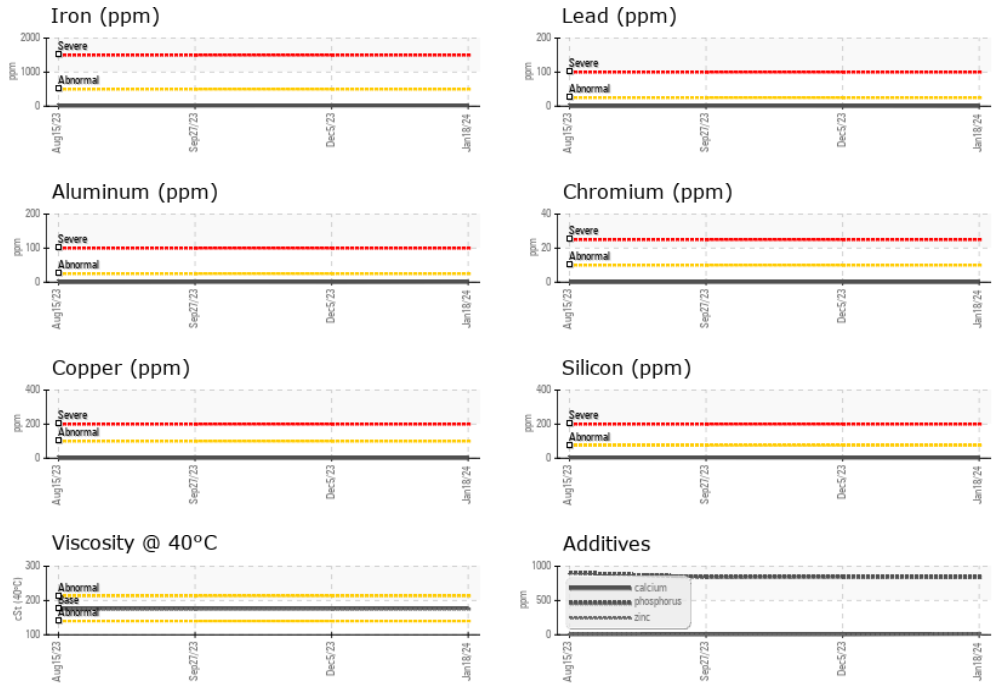 Iron (ppm)
2000
1000
0
ppm
Severe
Abnormal
Aug15/23
Sep27/23
Dec5/23
Jan18/24
Lead (ppm)
200
100
0
ppm
Severe
Abnormal
Aug15/23
Sep27/23
Dec5/23
Jan18/24
Aluminum (ppm)
200
100
0
ppm
Severe
Abnormal
Aug15/23
Sep27/23
Dec5/23
Jan18/24
Chromium (ppm)
40
20
0
ppm
Severe
Abnormal
Aug15/23
Sep27/23
Dec5/23
Jan18/24
Copper (ppm)
400
200
0
ppm
Severe
Abnormal
Aug15/23
Sep27/23
Dec5/23
Jan18/24
Silicon (ppm)
400
200
0
ppm
Severe
Abnormal
Aug15/23
Sep27/23
Dec5/23
Jan18/24
Viscosity @ 40°C
300
200
100
cSt (40°C)
Abnormal
Base
Abnormal
Aug15/23
Sep27/23
Dec5/23
Jan18/24
Additives
1000
500
0
ppm
calcium
phosphorus
zinc
Aug15/23
Sep27/23
Dec5/23
Jan18/24